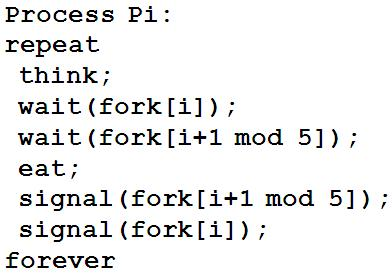 Process Pi:
repeat
think;
wait(fork[i]);
wait(fork[i+1 mod 5]);
eat;
signal(fork[i+1 mod 5]);
signal(fork[i]);
forever